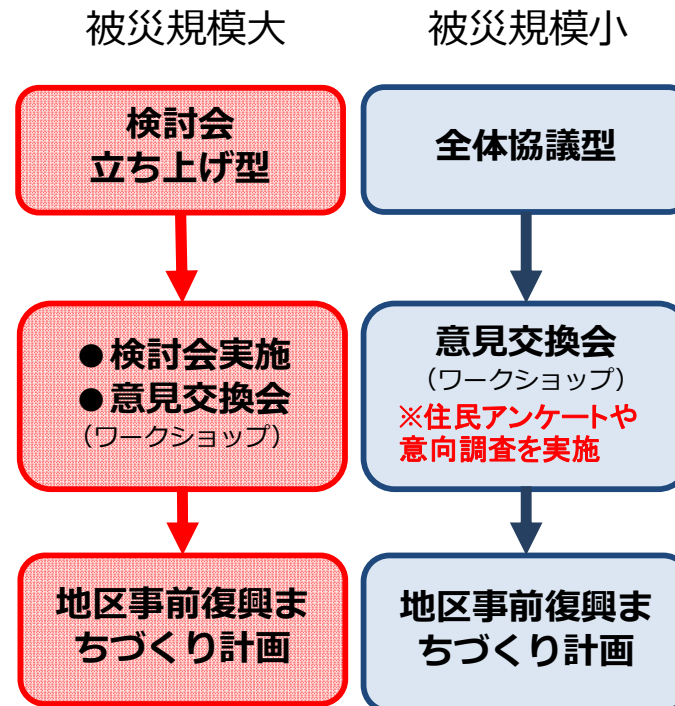 被災規模大
検討会
立ち上げ型
●検討会実施
●意見交換会
（ワークショップ）
地区事前復興ま
ちづくり計画
被災規模小
全体協議型
意見交換会
（ワークショップ）
※住民アンケートや
意向調査を実施
地区事前復興ま
ちづくり計画